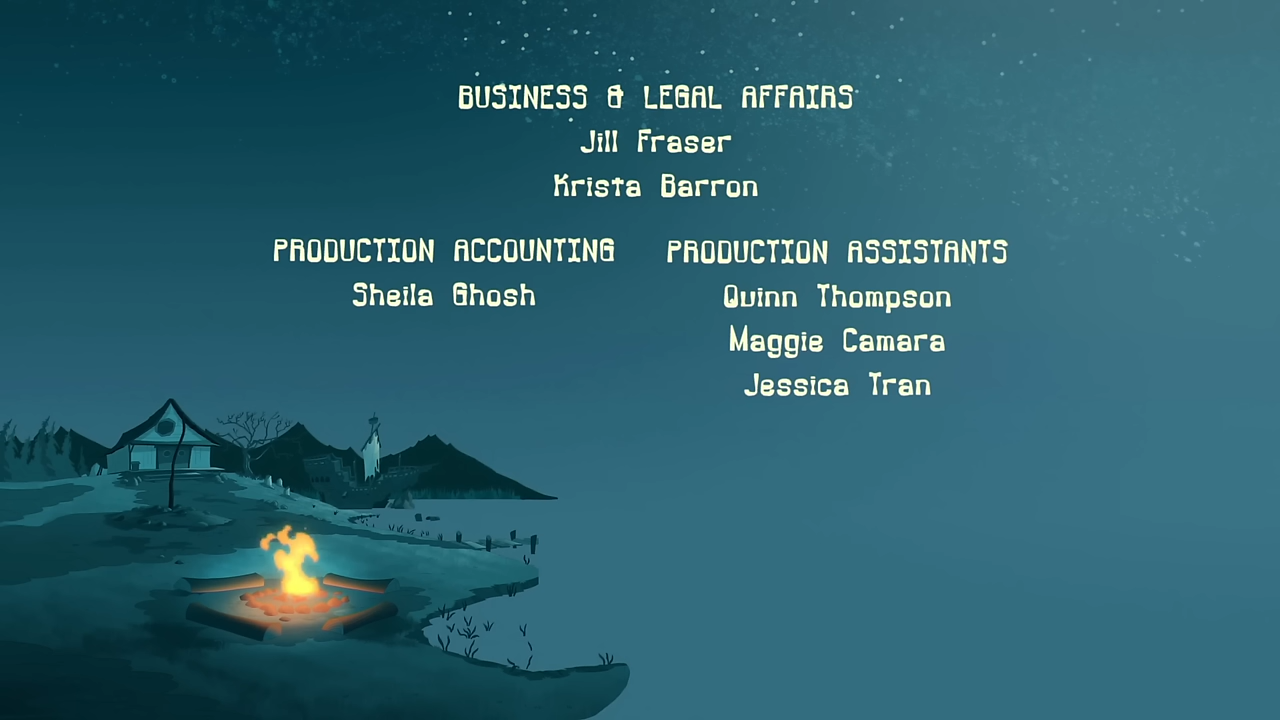 BUSINESS & LEGAL AFFAIRS
Jill Fraser
Krista Barron
PRODUCTION ACCOUNTING
Sheila Ghosh
PRODUCTION ASSISTANTS
Quinn Thompson
Maggie Camara
Jessica Tran